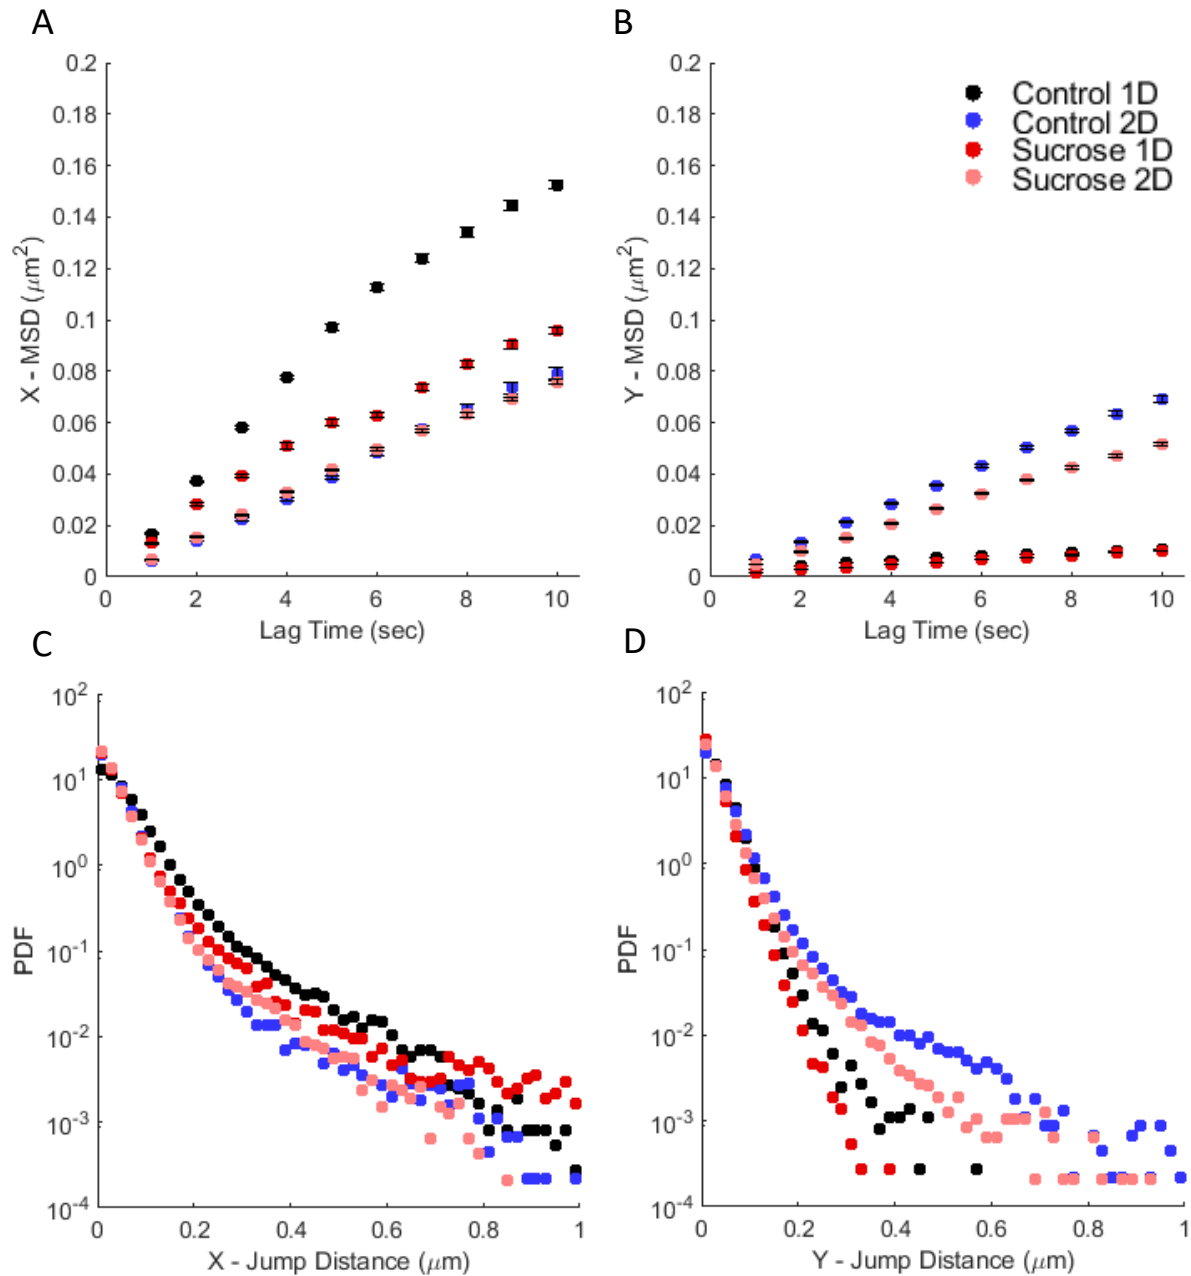 A
B
0.2
0.18
0.16
0.14
0.12
0.1
0.08
0.06
0.04
0.02
0
X - MSD (μm²)
0 2 4 6 8 10
Lag Time (sec)
0.2
0.18
0.16
0.14
0.12
0.1
0.08
0.06
0.04
0.02
0
Y - MSD (μm²)
0 2 4 6 8 10
Lag Time (sec)
Control 1D
Control 2D
Sucrose 1D
Sucrose 2D
C
D
10²
10¹
10⁰
10⁻¹
10⁻²
10⁻³
10⁻⁴
PDF
0 0.2 0.4 0.6 0.8 1
X - Jump Distance (μm)
10²
10¹
10⁰
10⁻¹
10⁻²
10⁻³
10⁻⁴
PDF
0 0.2 0.4 0.6 0.8 1
Y - Jump Distance (μm)